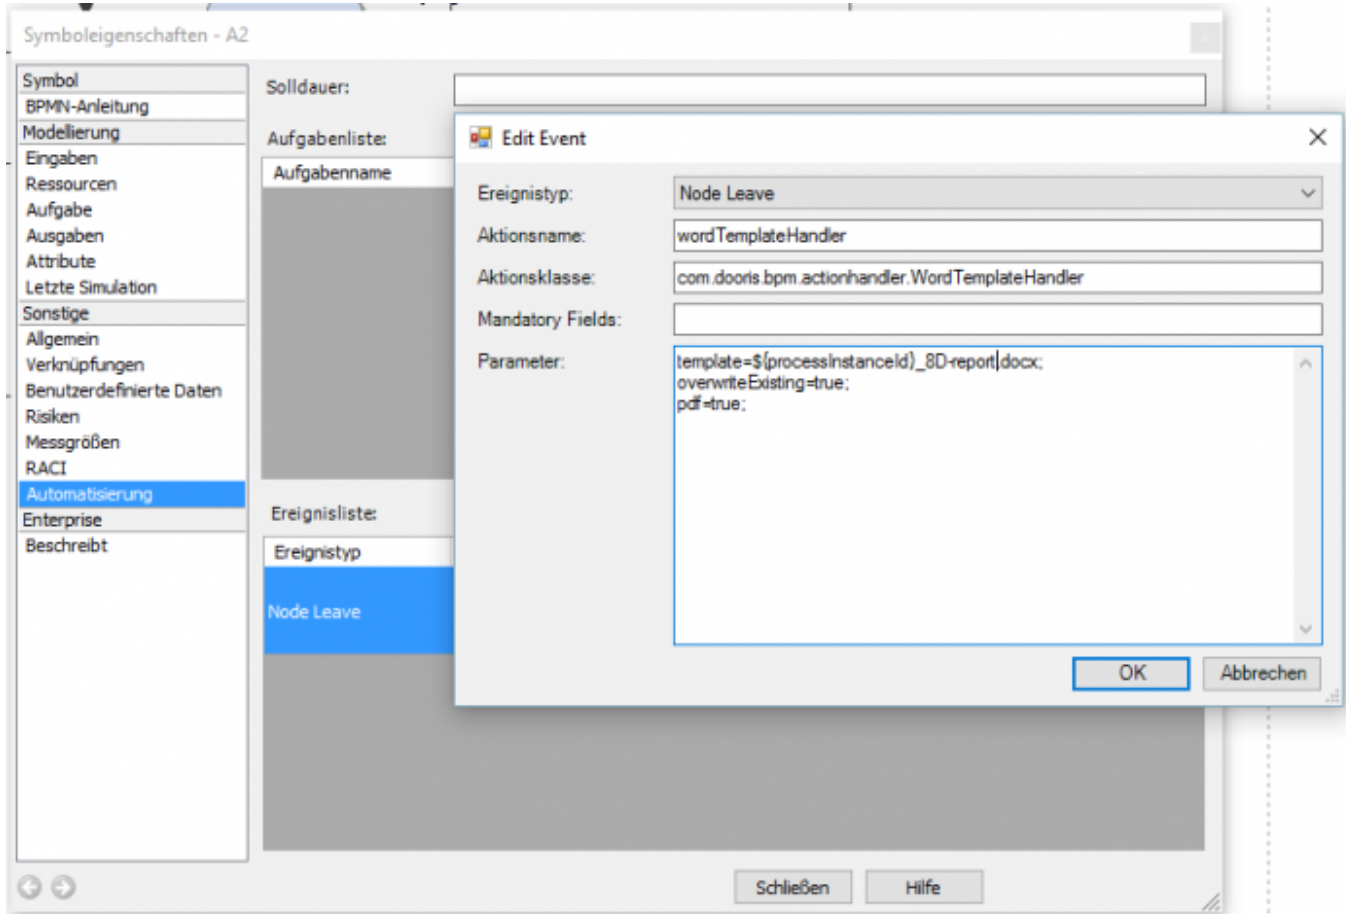 Symboleigenschaften - A2
Symbol
BPMN-Anleitung
Modellierung
Eingaben
Ressourcen
Aufgabe
Ausgaben
Attribute
Letzte Simulation
Sonstige
Allgemein
Verknüpfungen
Benutzerdefinierte Daten
Risiken
Messgrößen
RACI
Automatisierung
Enterprise
Beschreibt
Solldauer:
Aufgabenliste:
Aufgabenname
Ereignisliste:
Ereignistyp
Node Leave
Edit Event
Ereignistyp: Node Leave
Aktionsname: wordTemplateHandler
Aktionsklasse: com.dooris.bpm.actionhandler.WordTemplateHandler
Mandatory Fields:
Parameter: template=${processInstanceId}_8D-report.docx;
overwriteExisting=true;
pdf=true;
OK Abbrechen
Schließen Hilfe